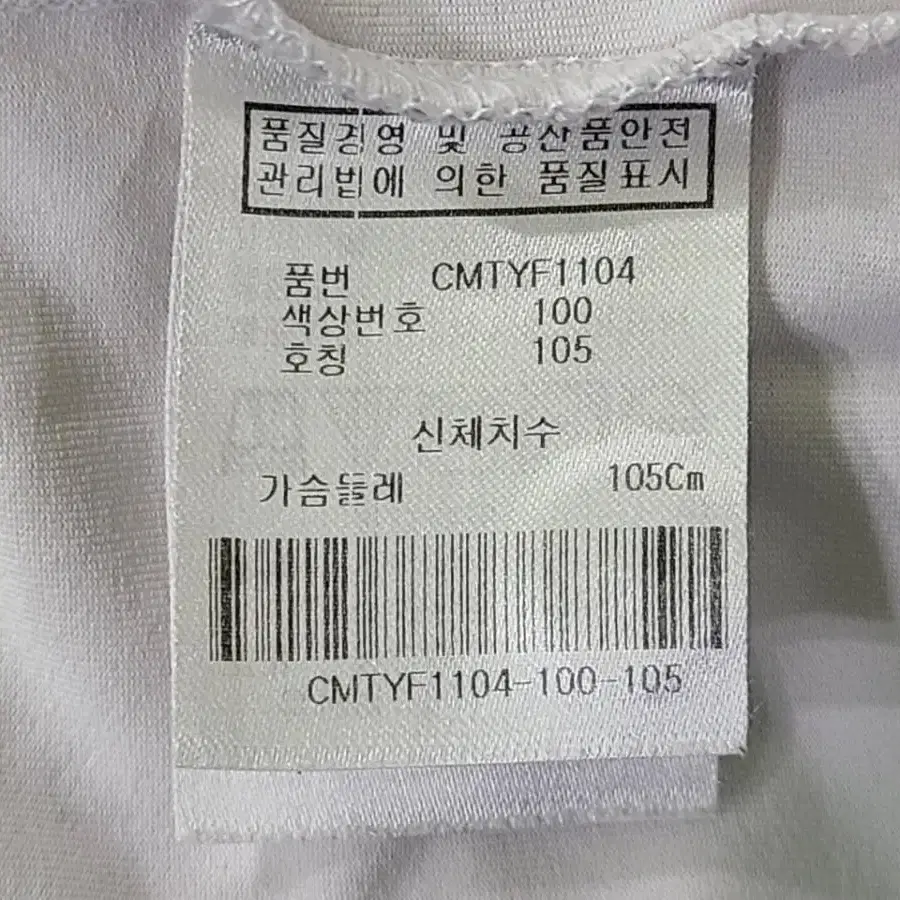 품질경영 및 공산품안전
관리법에 의한 품질표시
품번 CMTYF1104
색상번호 100
호칭 105
신체치수
가슴둘레 105Cm
CMTYF1104-100-105